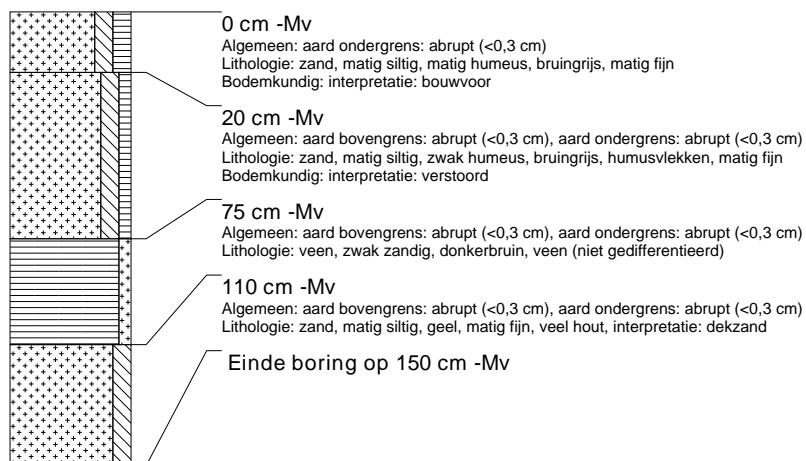 0 cm -Mv
Algemeen: aard ondergrens: abrupt (<0,3 cm)
Lithologie: zand, matig siltig, matig humeus, bruingrijs, matig fijn
Bodemkundig: interpretatie: bouwvoor
20 cm -Mv
Algemeen: aard bovengrens: abrupt (<0,3 cm), aard ondergrens: abrupt (<0,3 cm)
Lithologie: zand, matig siltig, zwak humeus, bruingrijs, humusvlekken, matig fijn
Bodemkundig: interpretatie: verstoord
75 cm -Mv
Algemeen: aard bovengrens: abrupt (<0,3 cm), aard ondergrens: abrupt (<0,3 cm)
Lithologie: veen, zwak zandig, donkerbruin, veen (niet gedifferentieerd)
110 cm -Mv
Algemeen: aard bovengrens: abrupt (<0,3 cm), aard ondergrens: abrupt (<0,3 cm)
Lithologie: zand, matig siltig, geel, matig fijn, veel hout, interpretatie: dekzand
Einde boring op 150 cm -Mv